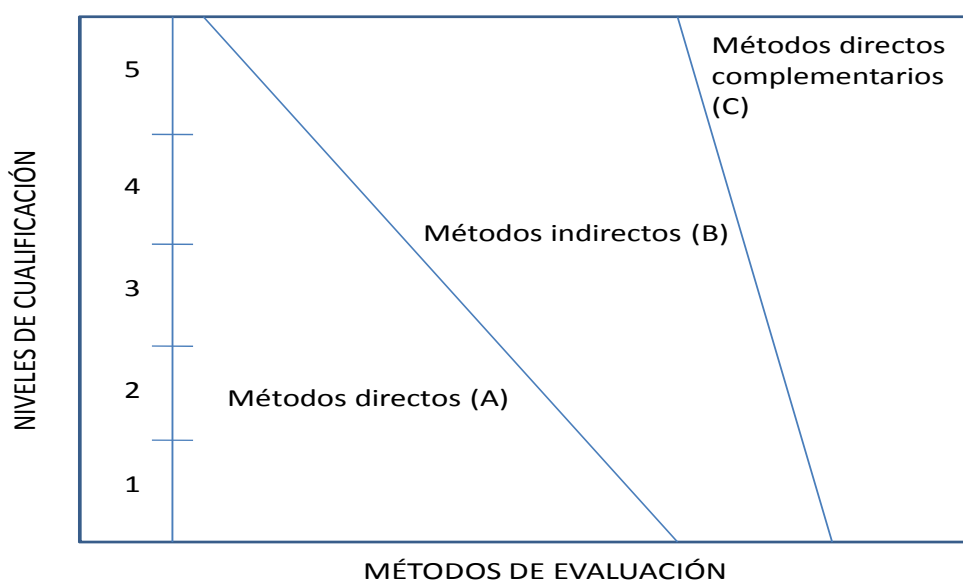 Métodos directos
complementarios
(C)
5
4
Métodos indirectos (B)
3
2
Métodos directos (A)
1
NIVELES DE CUALIFICACIÓN
MÉTODOS DE EVALUACIÓN